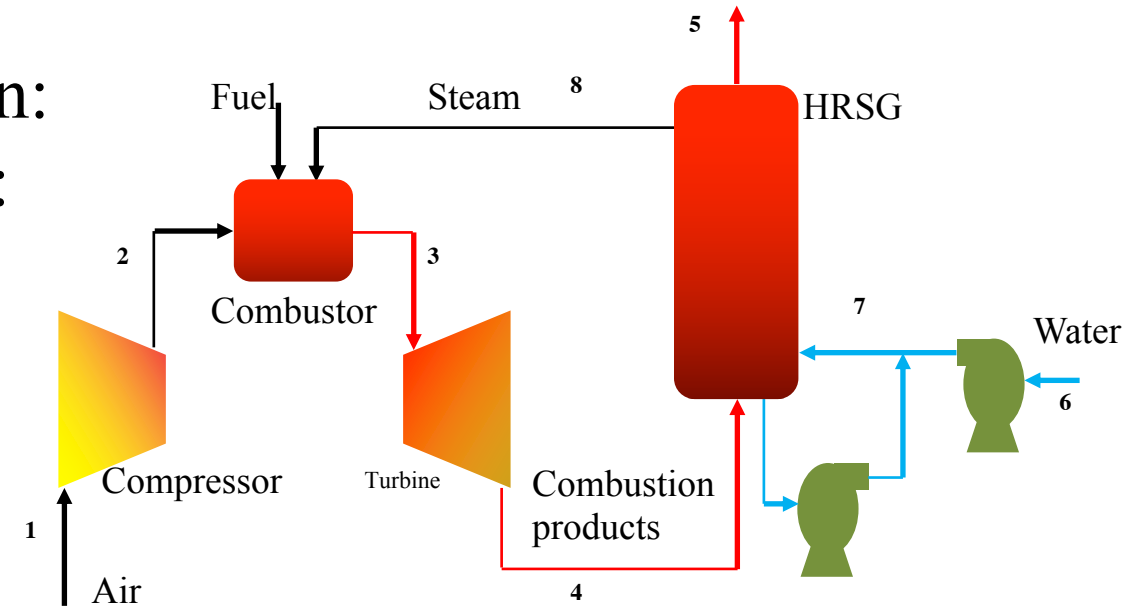 n:
:
5
Fuel
Steam
8
HRSG
2
3
Combustor
7
Water
6
Compressor
Turbine
Combustion
products
1
4
Air